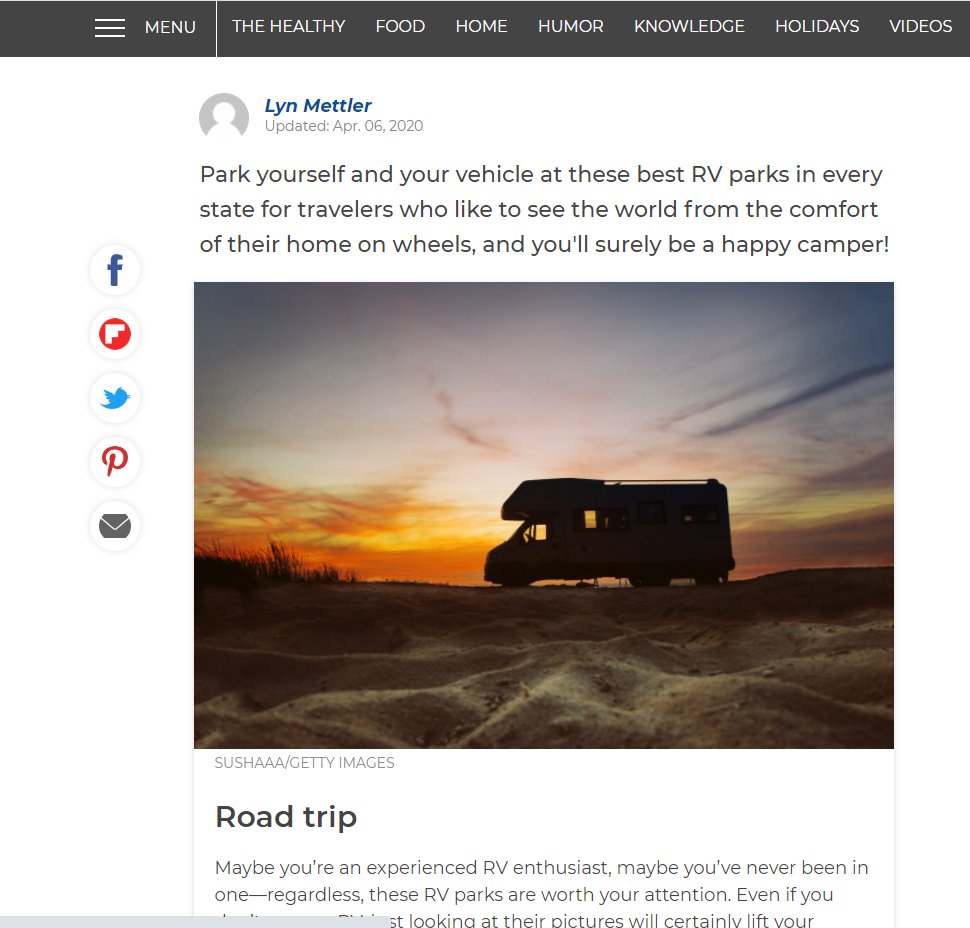 MENU THE HEALTHY FOOD HOME HUMOR KNOWLEDGE HOLIDAYS VIDEOS
Lyn Mettler
Updated: Apr. 06, 2020
Park yourself and your vehicle at these best RV parks in every
state for travelers who like to see the world from the comfort
of their home on wheels, and you'll surely be a happy camper!
SUSHAAA/GETTY IMAGES
Road trip
Maybe you’re an experienced RV enthusiast, maybe you’ve never been in
one—regardless, these RV parks are worth your attention. Even if you
looking at their pictures will certainly lift your